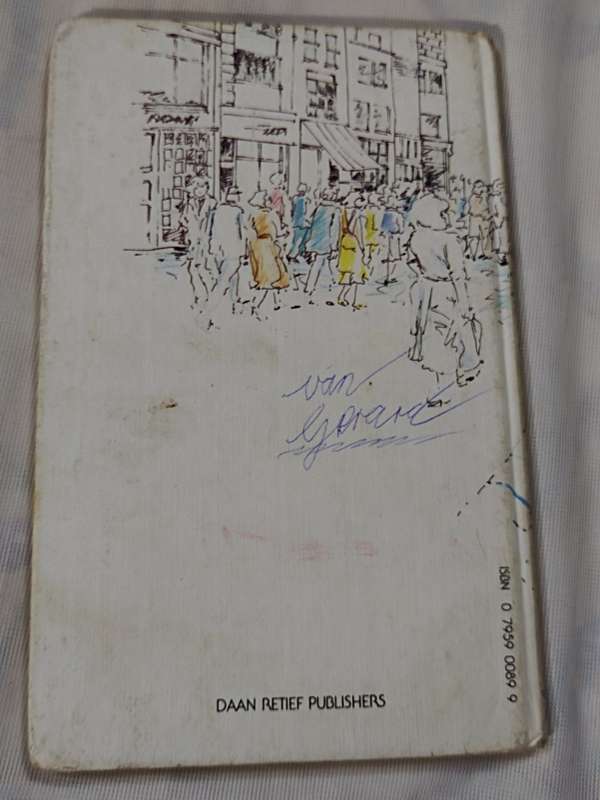 van
Gerard
ISBN 0 7959 0089 9
DAAN RETIEF PUBLISHERS